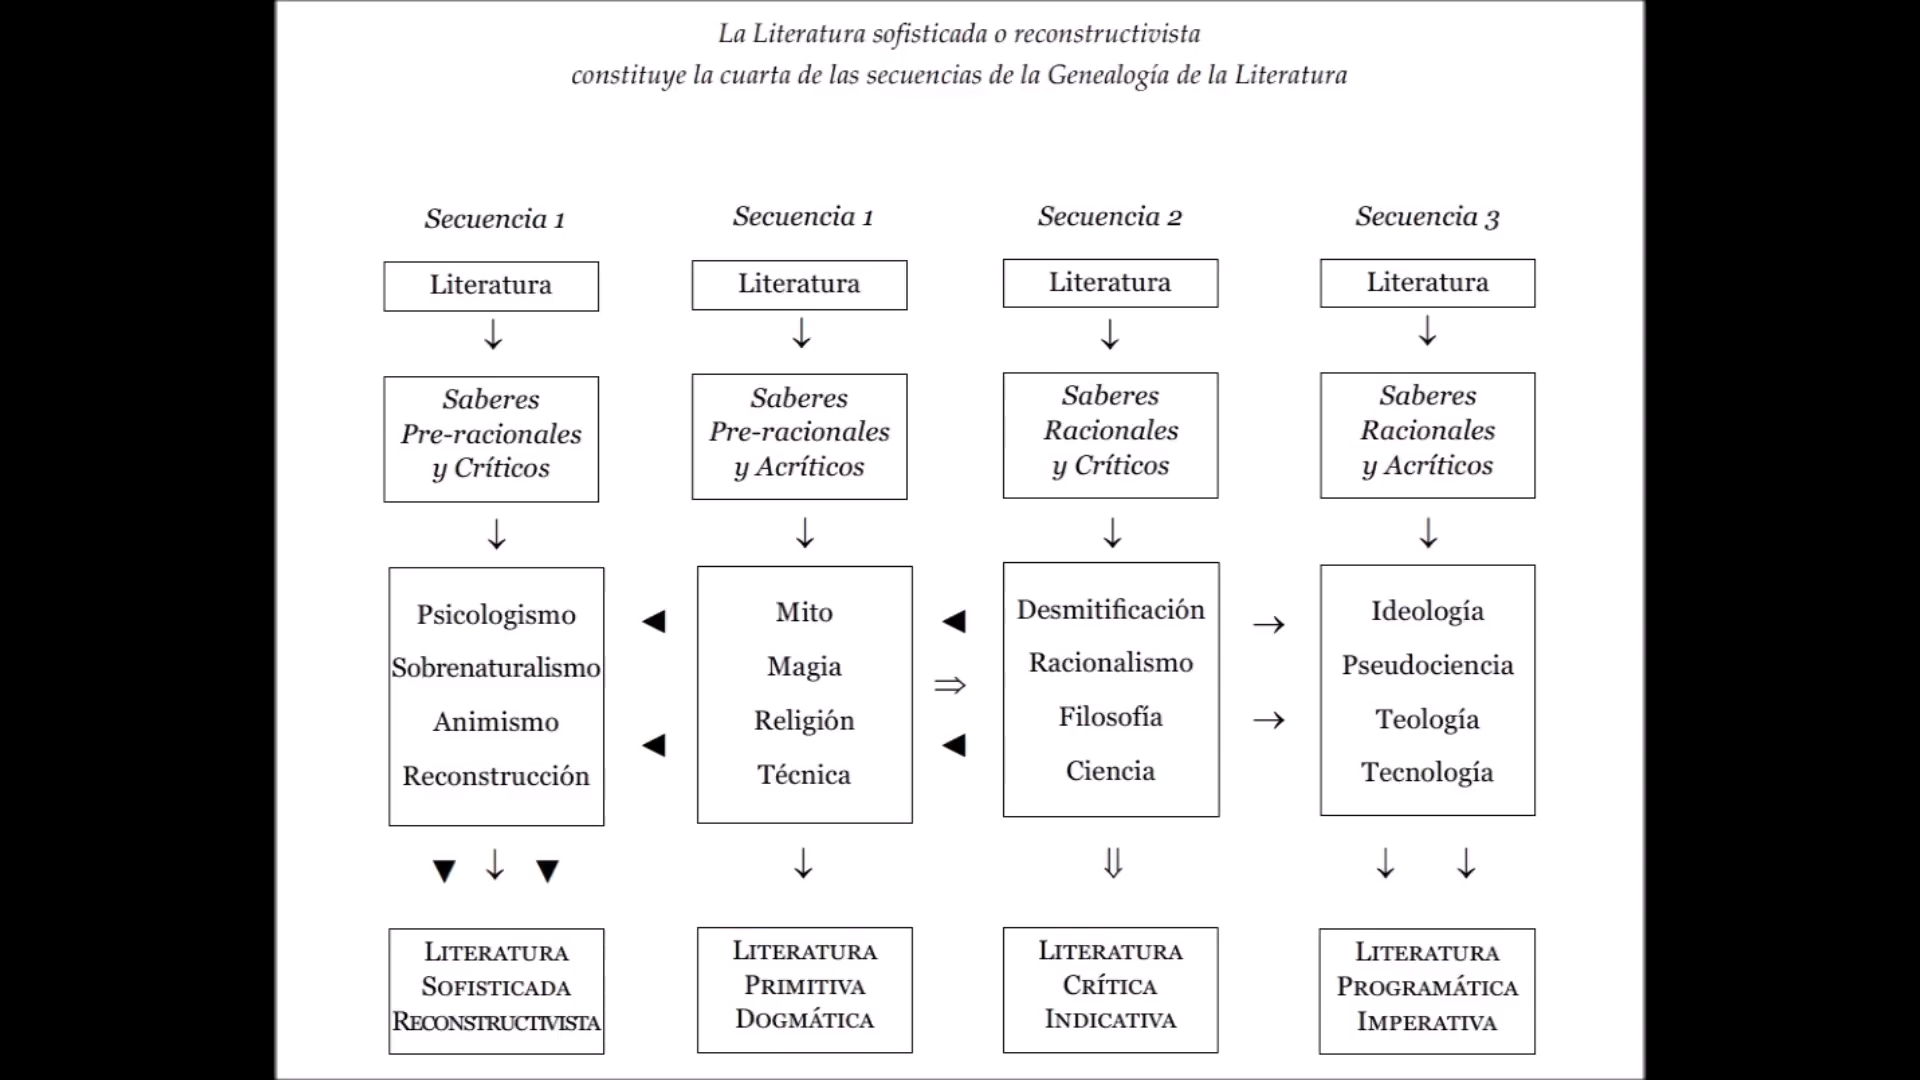 La Literatura sofisticada o reconstructivista
constituye la cuarta de las secuencias de la Genealogía de la Literatura
Secuencia 1
Literatura
Saberes
Pre-racionales
y Críticos
Psicologismo
Sobrenaturalismo
Animismo
Reconstrucción
LITERATURA
SOFISTICADA
RECONSTRUCTIVISTA
Secuencia 1
Literatura
Saberes
Pre-racionales
y Acríticos
Mito
Magia
Religión
Técnica
LITERATURA
PRIMITIVA
DOGMÁTICA
Secuencia 2
Literatura
Saberes
Racionales
y Críticos
Desmitificación
Racionalismo
Filosofía
Ciencia
LITERATURA
CRÍTICA
INDICATIVA
Secuencia 3
Literatura
Saberes
Racionales
y Acríticos
Ideología
Pseudociencia
Teología
Tecnología
LITERATURA
PROGRAMÁTICA
IMPERATIVA